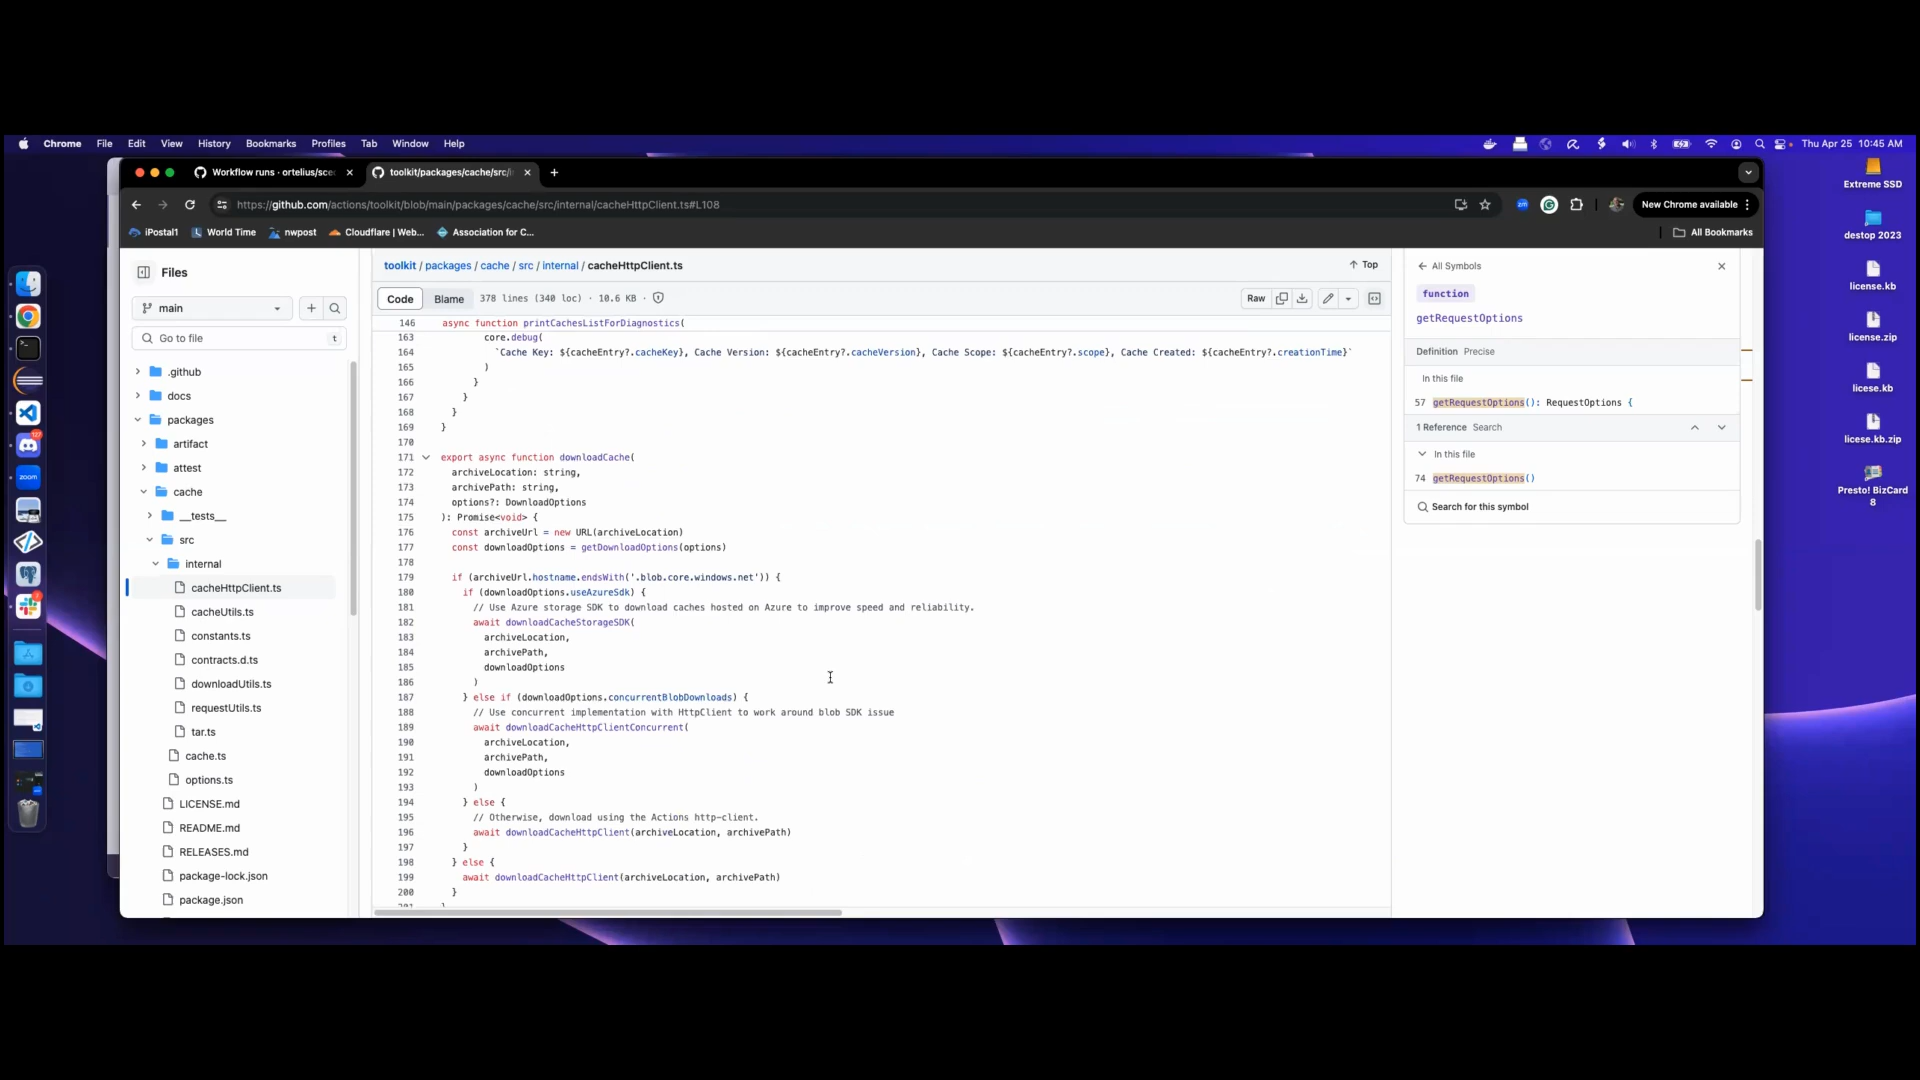 Chrome File Edit View History Bookmarks Profiles Tab Window Help Thu Apr 25 10:45 AM
Workflow runs · ortelius/sce
toolkit/packages/cache/src/i
https://github.com/actions/toolkit/blob/main/packages/cache/src/internal/cacheHttpClient.ts#L108
New Chrome available
iPostal1 World Time nwpost Cloudflare | Web... Association for C... All Bookmarks
Files
main
Go to file t
.github
docs
packages
artifact
attest
cache
__tests__
src
internal
cacheHttpClient.ts
cacheUtils.ts
constants.ts
contracts.d.ts
downloadUtils.ts
requestUtils.ts
tar.ts
cache.ts
options.ts
LICENSE.md
README.md
RELEASES.md
package-lock.json
package.json
toolkit / packages / cache / src / internal / cacheHttpClient.ts
Top
Code Blame 378 lines (340 loc) · 10.6 KB · Raw
146 async function printCachesListForDiagnostics(
163 core.debug(
164 `Cache Key: ${cacheEntry?.cacheKey}, Cache Version: ${cacheEntry?.cacheVersion}, Cache Scope: ${cacheEntry?.scope}, Cache Created: ${cacheEntry?.creationTime}`
165 )
166 }
167 }
168 }
169 }
170
171 export async function downloadCache(
172 archiveLocation: string,
173 archivePath: string,
174 options?: DownloadOptions
175 ): Promise<void> {
176 const archiveUrl = new URL(archiveLocation)
177 const downloadOptions = getDownloadOptions(options)
178
179 if (archiveUrl.hostname.endsWith('.blob.core.windows.net')) {
180 if (downloadOptions.useAzureSdk) {
181 // Use Azure storage SDK to download caches hosted on Azure to improve speed and reliability.
182 await downloadCacheStorageSDK(
183 archiveLocation,
184 archivePath,
185 downloadOptions
186 )
187 } else if (downloadOptions.concurrentBlobDownloads) {
188 // Use concurrent implementation with HttpClient to work around blob SDK issue
189 await downloadCacheHttpClientConcurrent(
190 archiveLocation,
191 archivePath,
192 downloadOptions
193 )
194 } else {
195 // Otherwise, download using the Actions http-client.
196 await downloadCacheHttpClient(archiveLocation, archivePath)
197 }
198 } else {
199 await downloadCacheHttpClient(archiveLocation, archivePath)
200 }
201 }
All Symbols
function
getRequestOptions
Definition Precise
In this file
57 getRequestOptions(): RequestOptions {
1 Reference Search
In this file
74 getRequestOptions()
Search for this symbol
Extreme SSD
destop 2023
license.kb
license.zip
licese.kb
licese.kb.zip
Presto! BizCard
8
zoom